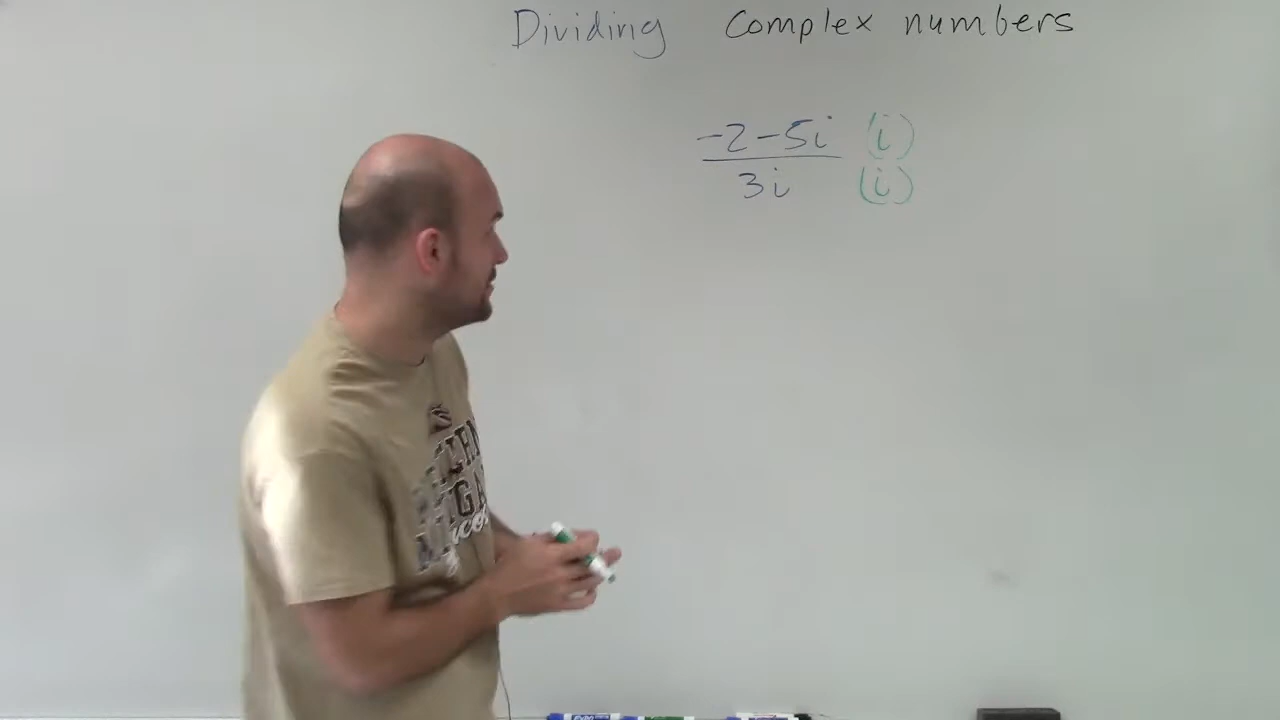 Dividing Complex numbers
-2-5i (i)
3i (i)